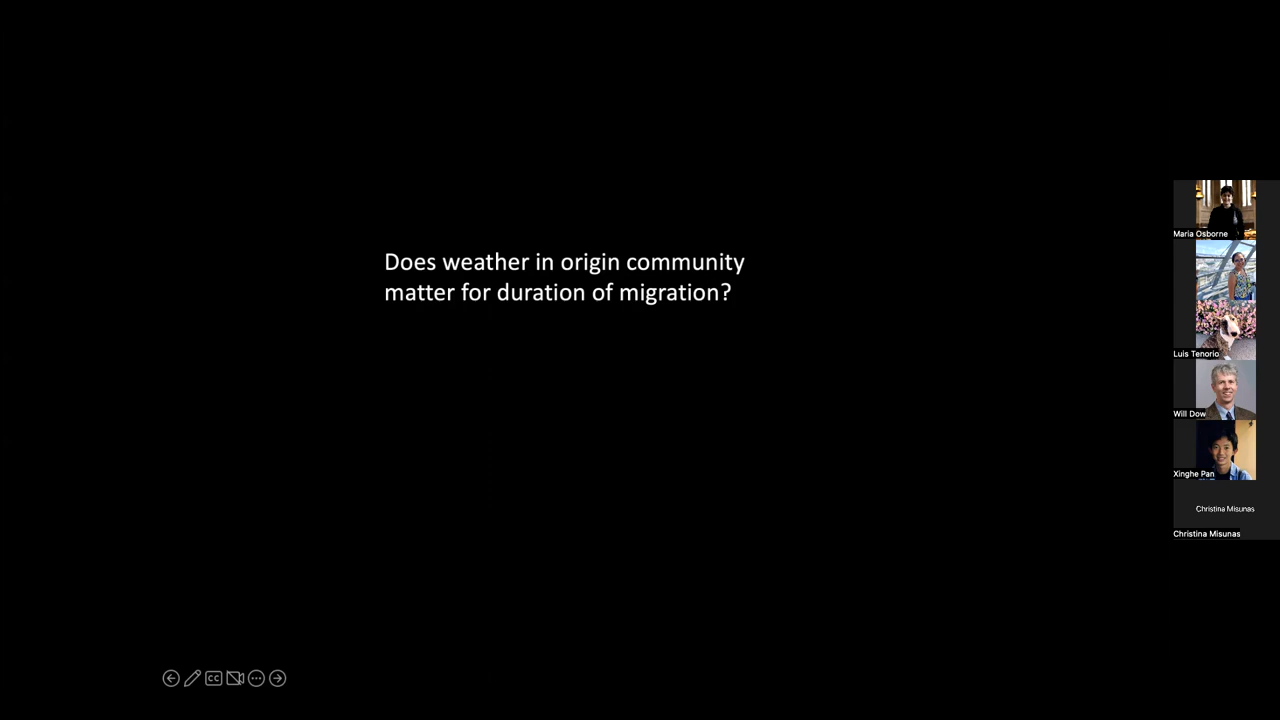 Does weather in origin community
matter for duration of migration?
Maria Osborne
Luis Tenorio
Will Dow
Xinghe Pan
Christina Misunas
Christina Misunas
CC